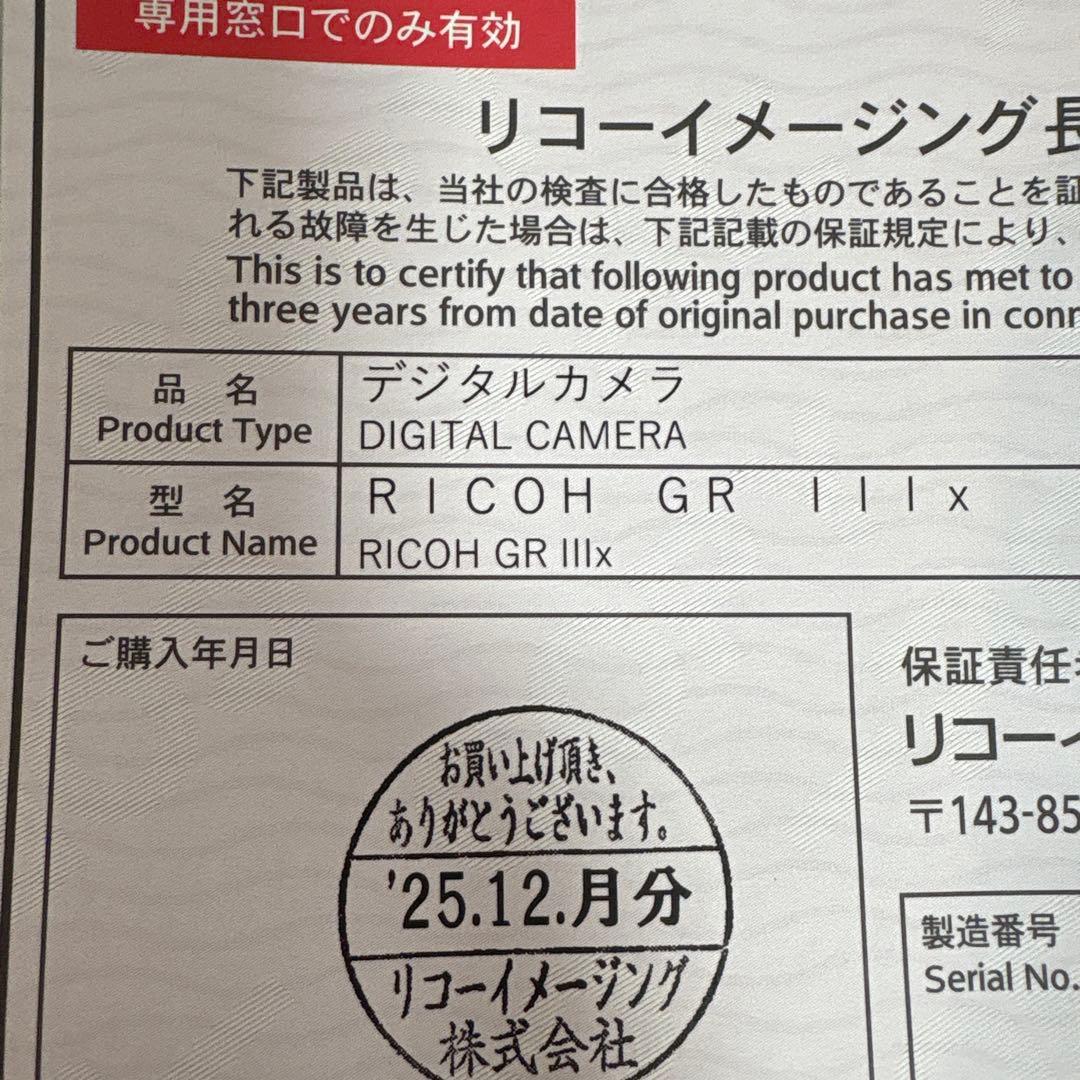 専用窓口でのみ有効
リコーイメージング長
下記製品は、当社の検査に合格したものであることを証
れる故障を生じた場合は、下記記載の保証規定により、
This is to certify that following product has met to
three years from date of original purchase in
品 名
Product Type
デジタルカメラ
DIGITAL CAMERA
型 名
Product Name
ＲＩＣＯＨ　ＧＲ　ＩＩＩｘ
RICOH GR IIIx
ご購入年月日
お買い上げ頂き、
ありがとうございます。
'25.12.月分
リコーイメージング
株式会社
保証責任
リコーイ
〒143-85
製造番号
Serial No.